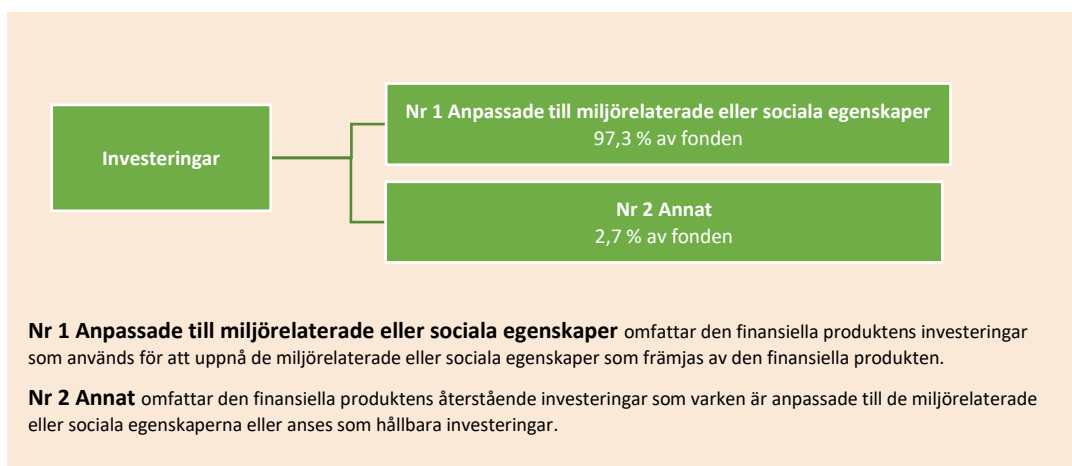 Nr 1 Anpassade till miljörelaterade eller sociala egenskaper
97,3 % av fonden
Investeringar
Nr 2 Annat
2,7 % av fonden
Nr 1 Anpassade till miljörelaterade eller sociala egenskaper omfattar den finansiella produktens investeringar
som används för att uppnå de miljörelaterade eller sociala egenskaper som främjas av den finansiella produkten.
Nr 2 Annat omfattar den finansiella produktens återstående investeringar som varken är anpassade till de miljörelaterade
eller sociala egenskaperna eller anses som hållbara investeringar.